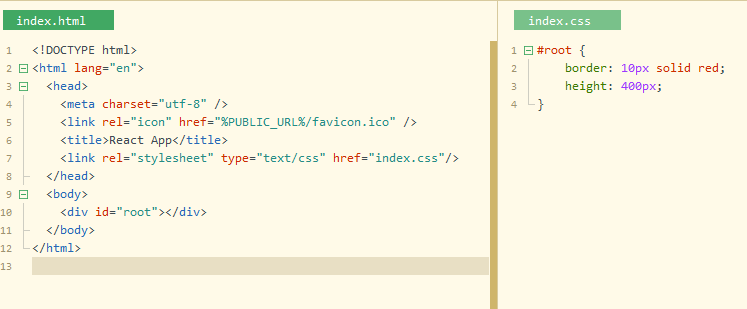 index.html
1 <!DOCTYPE html>
2 <html lang="en">
3 <head>
4 <meta charset="utf-8" />
5 <link rel="icon" href="%PUBLIC_URL%/favicon.ico" />
6 <title>React App</title>
7 <link rel="stylesheet" type="text/css" href="index.css"/>
8 </head>
9 <body>
10 <div id="root"></div>
11 </body>
12 </html>
13
index.css
1 #root {
2 border: 10px solid red;
3 height: 400px;
4 }